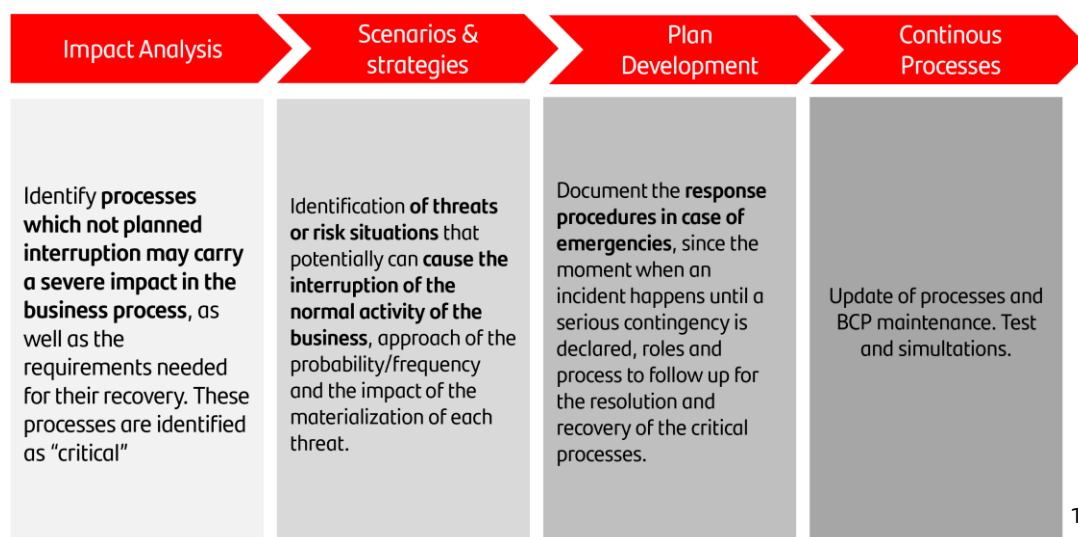 Impact Analysis
Scenarios &
strategies
Plan
Development
Continous
Processes
Identify processes
which not planned
interruption may carry
a severe impact in the
business process, as
well as the
requirements needed
for their recovery. These
processes are identified
as “critical”
Identification of threats
or risk situations that
potentially can cause the
interruption of the
normal activity of the
business, approach of the
probability/frequency
and the impact of the
materialization of each
threat.
Document the response
procedures in case of
emergencies, since the
moment when an
incident happens until a
serious contingency is
declared, roles and
process to follow up for
the resolution and
recovery of the critical
processes.
Update of processes and
BCP maintenance. Test
and simultations.
1